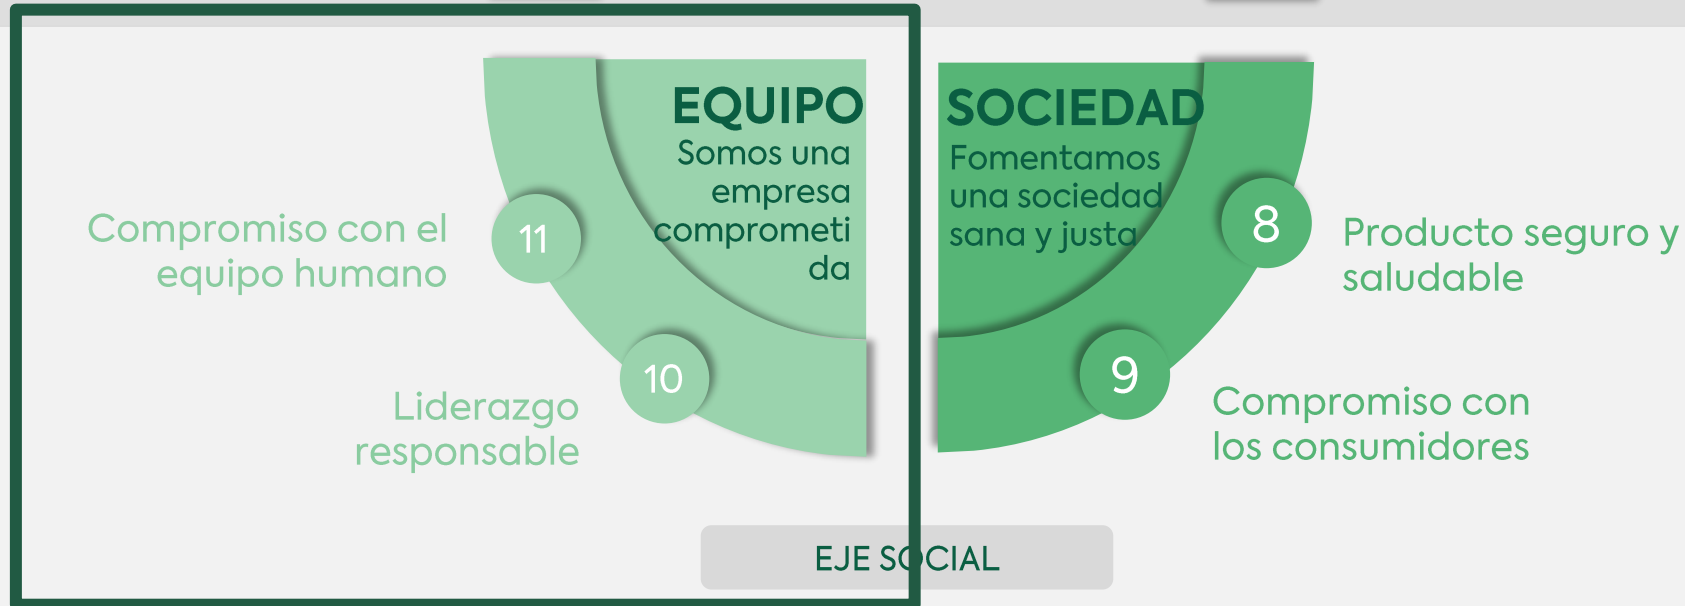 EQUIPO
Somos una
empresa
comprometi
da
SOCIEDAD
Fomentamos
una sociedad
sana y justa
11
Compromiso con el
equipo humano
10
Liderazgo
responsable
8
Producto seguro y
saludable
9
Compromiso con
los consumidores
EJE SOCIAL